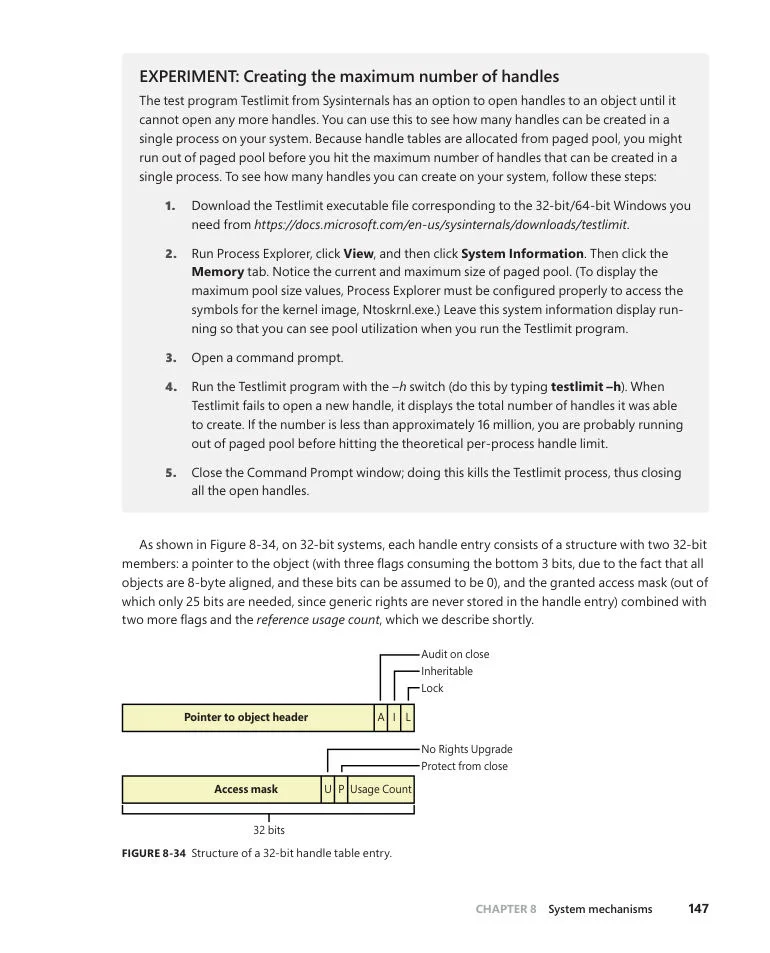 EXPERIMENT: Creating the maximum number of handles
The test program Testlimit from Sysinternals has an option to open handles to an object until it
cannot open any more handles. You can use this to see how many handles can be created in a
single process on your system. Because handle tables are allocated from paged pool, you might
run out of paged pool before you hit the maximum number of handles that can be created in a
single process. To see how many handles you can create on your system, follow these steps:
1. Download the Testlimit executable file corresponding to the 32-bit/64-bit Windows you
need from https://docs.microsoft.com/en-us/sysinternals/downloads/testlimit.
2. Run Process Explorer, click View, and then click System Information. Then click the
Memory tab. Notice the current and maximum size of paged pool. (To display the
maximum pool size values, Process Explorer must be configured properly to access the
symbols for the kernel image, Ntoskrnl.exe.) Leave this system information display run-
ning so that you can see pool utilization when you run the Testlimit program.
3. Open a command prompt.
4. Run the Testlimit program with the –h switch (do this by typing testlimit –h). When
Testlimit fails to open a new handle, it displays the total number of handles it was able
to create. If the number is less than approximately 16 million, you are probably running
out of paged pool before hitting the theoretical per-process handle limit.
5. Close the Command Prompt window; doing this kills the Testlimit process, thus closing
all the open handles.
As shown in Figure 8-34, on 32-bit systems, each handle entry consists of a structure with two 32-bit
members: a pointer to the object (with three flags consuming the bottom 3 bits, due to the fact that all
objects are 8-byte aligned, and these bits can be assumed to be 0), and the granted access mask (out of
which only 25 bits are needed, since generic rights are never stored in the handle entry) combined with
two more flags and the reference usage count, which we describe shortly.
Audit on close
Inheritable
Lock
Pointer to object header A I L
No Rights Upgrade
Protect from close
Access mask U P Usage Count
32 bits
FIGURE 8-34 Structure of a 32-bit handle table entry.
CHAPTER 8 System mechanisms 147